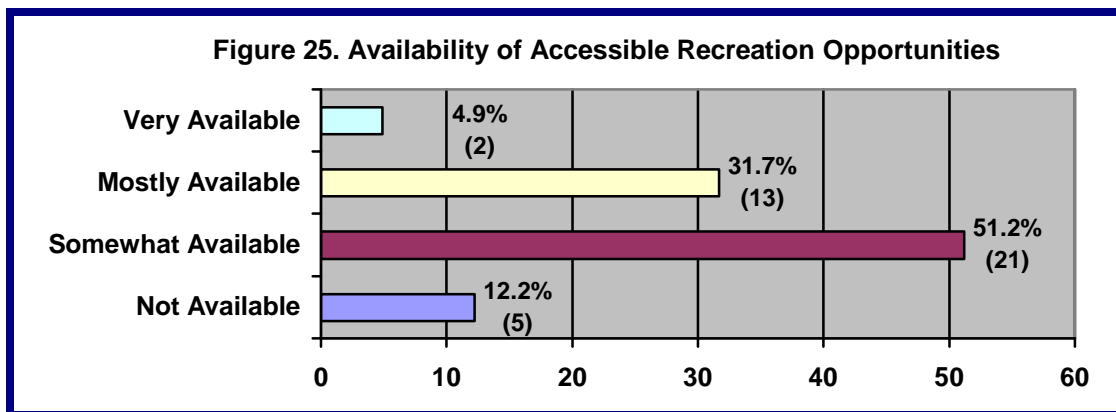 Figure 25. Availability of Accessible Recreation Opportunities
Very Available
4.9%
(2)
Mostly Available
31.7%
(13)
Somewhat Available
51.2%
(21)
Not Available
12.2%
(5)
0 10 20 30 40 50 60